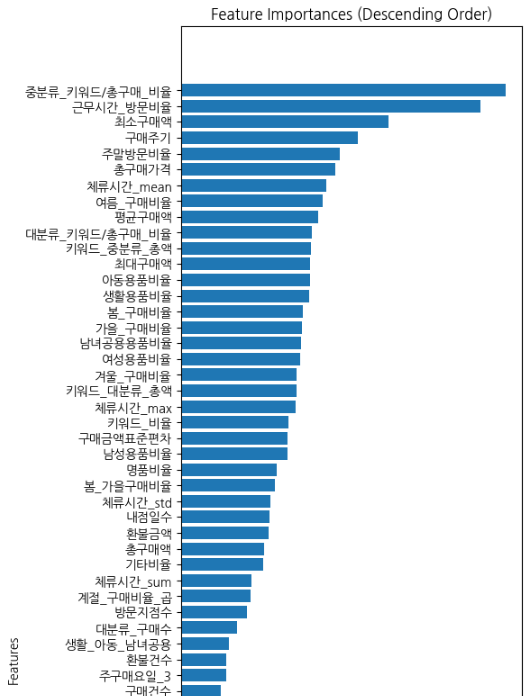 Feature Importances (Descending Order)
중분류_키워드/총구매_비율
근무시간_방문비율
최소구매액
구매주기
주말방문비율
총구매가격
체류시간_mean
여름_구매비율
평균구매액
대분류_키워드/총구매_비율
키워드_중분류_총액
최대구매액
아동용품비율
생활용품비율
봄_구매비율
가을_구매비율
남녀공용용품비율
여성용품비율
겨울_구매비율
키워드_대분류_총액
체류시간_max
키워드_비율
구매금액표준편차
남성용품비율
명품비율
봄_가을구매비율
체류시간_std
내점일수
환불금액
총구매액
기타비율
체류시간_sum
계절_구매비율_곱
방문지점수
대분류_구매수
생활_아동_남녀공용
환불건수
주구매요일_3
구매건수
Features